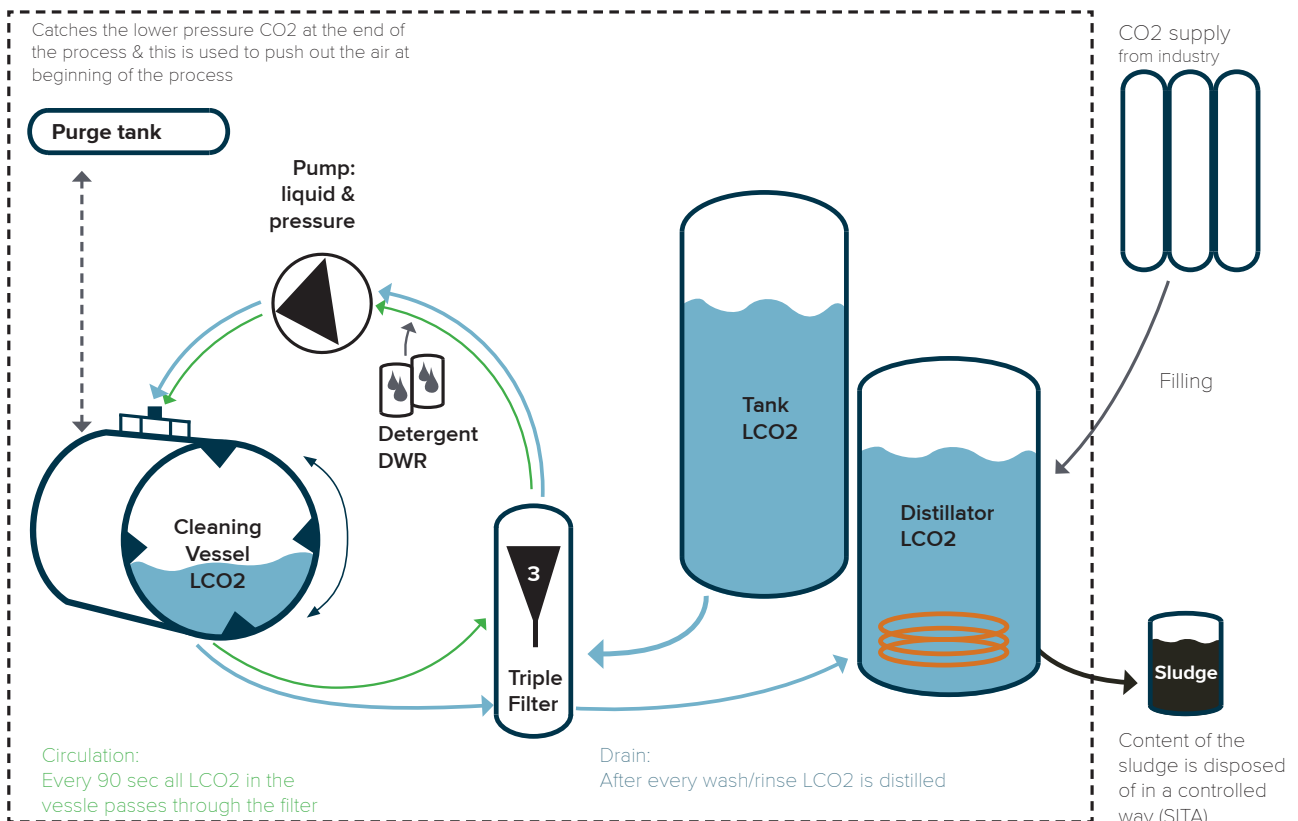 Catches the lower pressure CO2 at the end of
the process & this is used to push out the air at
beginning of the process
CO2 supply
from industry
Purge tank
Pump:
liquid &
pressure
Filling
Detergent
DWR
Tank
LCO2
Cleaning
Vessel
LCO2
Distillator
LCO2
3
Triple
Filter
Sludge
Circulation:
Every 90 sec all LCO2 in the
vessle passes through the filter
Drain:
After every wash/rinse LCO2 is distilled
Content of the
sludge is disposed
of in a controlled
way (SITA)